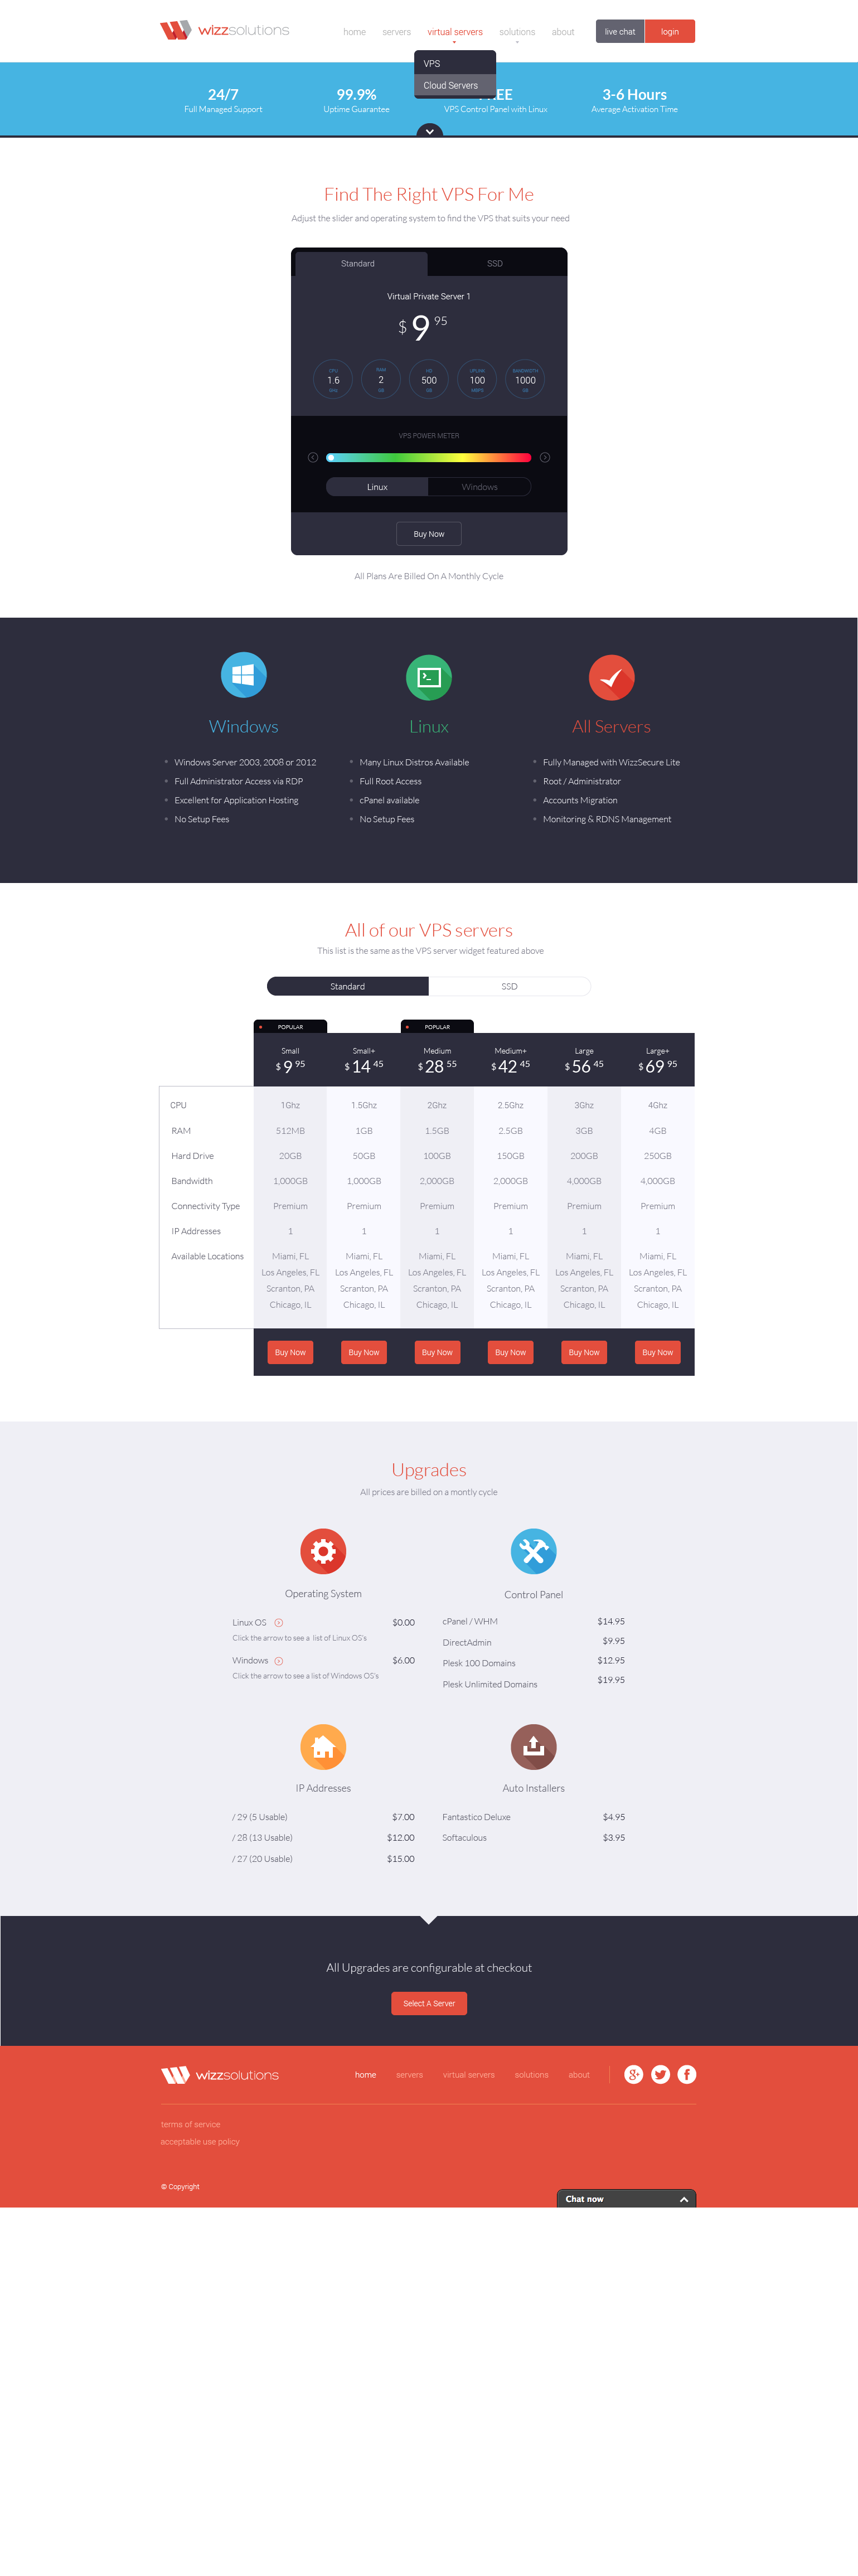 wizzsolutions
home servers virtual servers solutions about live chat login
VPS
Cloud Servers
24/7 99.9% EE 3-6 Hours
Full Managed Support Uptime Guarantee VPS Control Panel with Linux Average Activation Time
Find The Right VPS For Me
Adjust the slider and operating system to find the VPS that suits your need
Standard SSD
Virtual Private Server 1
$ 9 95
CPU RAM HD UPLINK BANDWIDTH
1.6 2 500 100 1000
GHz GB GB MBPS GB
VPS POWER METER
Linux Windows
Buy Now
All Plans Are Billed On A Monthly Cycle
Windows Linux All Servers
Windows Server 2003, 2008 or 2012 Many Linux Distros Available Fully Managed with WizzSecure Lite
Full Administrator Access via RDP Full Root Access Root / Administrator
Excellent for Application Hosting cPanel available Accounts Migration
No Setup Fees No Setup Fees Monitoring & RDNS Management
All of our VPS servers
This list is the same as the VPS server widget featured above
Standard SSD
POPULAR POPULAR
Small Small+ Medium Medium+ Large Large+
$ 9 95 $ 14 45 $ 28 55 $ 42 45 $ 56 45 $ 69 95
CPU 1Ghz 1.5Ghz 2Ghz 2.5Ghz 3Ghz 4Ghz
RAM 512MB 1GB 1.5GB 2.5GB 3GB 4GB
Hard Drive 20GB 50GB 100GB 150GB 200GB 250GB
Bandwidth 1,000GB 1,000GB 2,000GB 2,000GB 4,000GB 4,000GB
Connectivity Type Premium Premium Premium Premium Premium Premium
IP Addresses 1 1 1 1 1 1
Available Locations Miami, FL Miami, FL Miami, FL Miami, FL Miami, FL Miami, FL
Los Angeles, FL Los Angeles, FL Los Angeles, FL Los Angeles, FL Los Angeles, FL Los Angeles, FL
Scranton, PA Scranton, PA Scranton, PA Scranton, PA Scranton, PA Scranton, PA
Chicago, IL Chicago, IL Chicago, IL Chicago, IL Chicago, IL Chicago, IL
Buy Now Buy Now Buy Now Buy Now Buy Now Buy Now
Upgrades
All prices are billed on a montly cycle
Operating System
Linux OS $0.00
Click the arrow to see a list of Linux OS's
Windows $6.00
Click the arrow to see a list of Windows OS's
Control Panel
cPanel / WHM $14.95
DirectAdmin $9.95
Plesk 100 Domains $12.95
Plesk Unlimited Domains $19.95
IP Addresses
/ 29 (5 Usable) $7.00
/ 28 (13 Usable) $12.00
/ 27 (20 Usable) $15.00
Auto Installers
Fantastico Deluxe $4.95
Softaculous $3.95
All Upgrades are configurable at checkout
Select A Server
wizzsolutions
home servers virtual servers solutions about
terms of service
acceptable use policy
© Copyright
Chat now